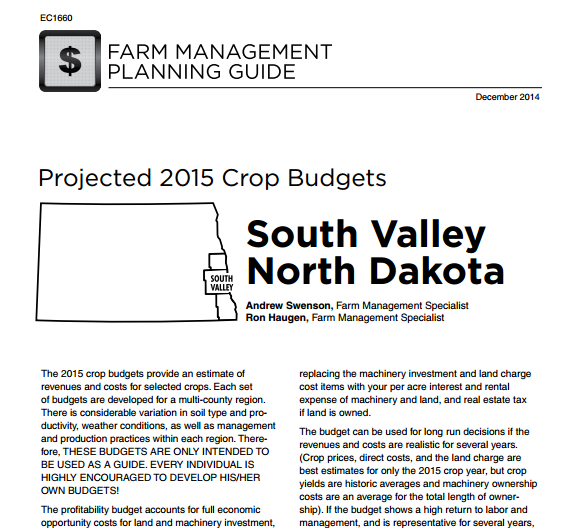 EC1660
$
FARM MANAGEMENT
PLANNING GUIDE
December 2014
Projected 2015 Crop Budgets
SOUTH
VALLEY
South Valley
North Dakota
Andrew Swenson, Farm Management Specialist
Ron Haugen, Farm Management Specialist
The 2015 crop budgets provide an estimate of
revenues and costs for selected crops. Each set
of budgets are developed for a multi-county region.
There is considerable variation in soil type and pro-
ductivity, weather conditions, as well as management
and production practices within each region. There-
fore, THESE BUDGETS ARE ONLY INTENDED TO
BE USED AS A GUIDE. EVERY INDIVIDUAL IS
HIGHLY ENCOURAGED TO DEVELOP HIS/HER
OWN BUDGETS!
The profitability budget accounts for full economic
opportunity costs for land and machinery investment,
replacing the machinery investment and land charge
cost items with your per acre interest and rental
expense of machinery and land, and real estate tax
if land is owned.
The budget can be used for long run decisions if the
revenues and costs are realistic for several years.
(Crop prices, direct costs, and the land charge are
best estimates for only the 2015 crop year, but crop
yields are historic averages and machinery ownership
costs are an average for the total length of owner-
ship). If the budget shows a high return to labor and
management, and is representative for several years,